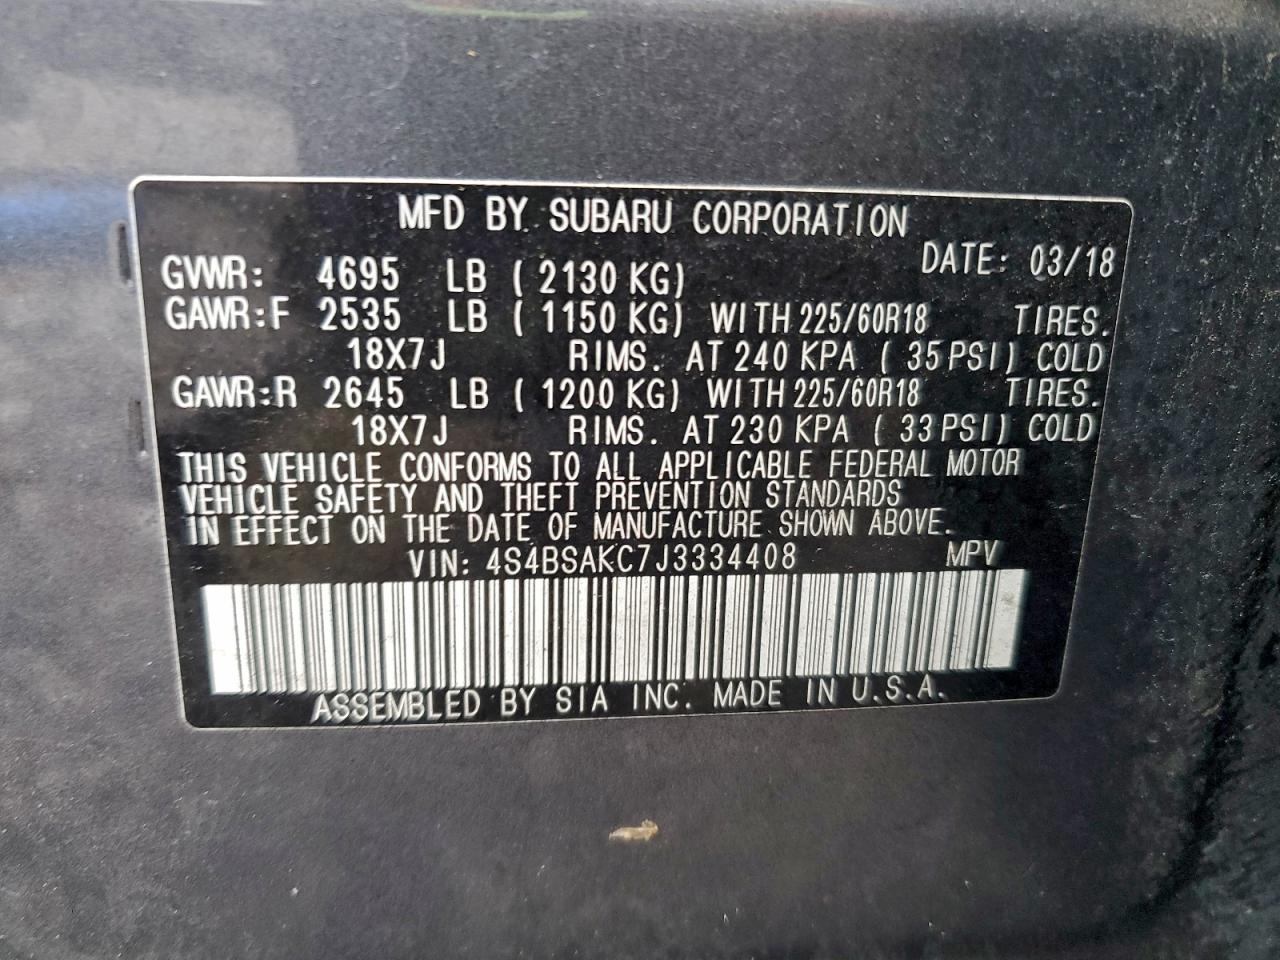 MFD BY SUBARU CORPORATION
DATE: 03/18
GVWR: 4695 LB ( 2130 KG)
GAWR:F 2535 LB ( 1150 KG) WITH 225/60R18 TIRES.
18X7J RIMS. AT 240 KPA ( 35 PSI) COLD
GAWR:R 2645 LB ( 1200 KG) WITH 225/60R18 TIRES.
18X7J RIMS. AT 230 KPA ( 33 PSI) COLD
THIS VEHICLE CONFORMS TO ALL APPLICABLE FEDERAL MOTOR
VEHICLE SAFETY AND THEFT PREVENTION STANDARDS
IN EFFECT ON THE DATE OF MANUFACTURE SHOWN ABOVE.
VIN: 4S4BSAKC7J3334408 MPV
ASSEMBLED BY SIA INC. MADE IN U.S.A.